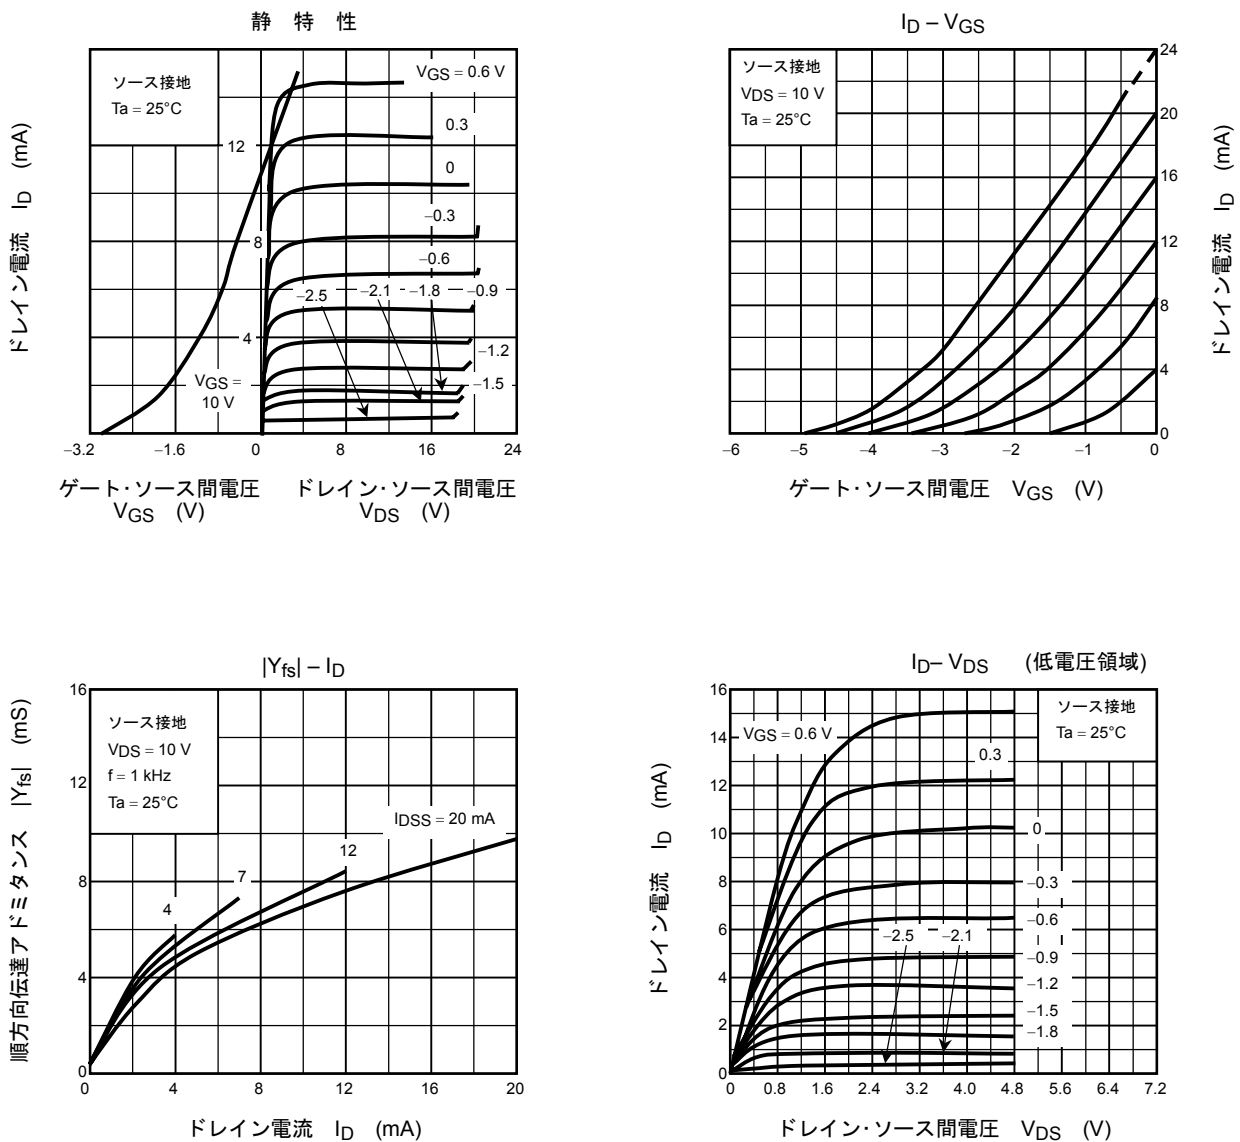 静 特 性
ソース接地
Ta = 25°C
VGS = 0.6 V
0.3
0
−0.3
−0.6
−2.5
−2.1
−1.8
−0.9
−1.2
−1.5
VGS =
10 V
12
8
4
−3.2
−1.6
0
8
16
24
ドレイン電流 ID (mA)
ゲート・ソース間電圧
VGS (V)
ドレイン・ソース間電圧
VDS (V)
ID – VGS
ソース接地
VDS = 10 V
Ta = 25°C
24
20
16
12
8
4
0
−6
−5
−4
−3
−2
−1
0
ドレイン電流 ID (mA)
ゲート・ソース間電圧 VGS (V)
|Yfs| – ID
ソース接地
VDS = 10 V
f = 1 kHz
Ta = 25°C
IDSS = 20 mA
12
7
4
16
12
8
4
0
0
4
8
12
16
20
順方向伝達アドミタンス |Yfs| (mS)
ドレイン電流 ID (mA)
ID– VDS (低電圧領域)
ソース接地
Ta = 25°C
VGS = 0.6 V
0.3
0
−0.3
−0.6
−2.5
−2.1
−0.9
−1.2
−1.5
−1.8
16
14
12
10
8
6
4
2
0
0
0.8
1.6
2.4
3.2
4.0
4.8
5.6
6.4
7.2
ドレイン電流 ID (mA)
ドレイン・ソース間電圧 VDS (V)